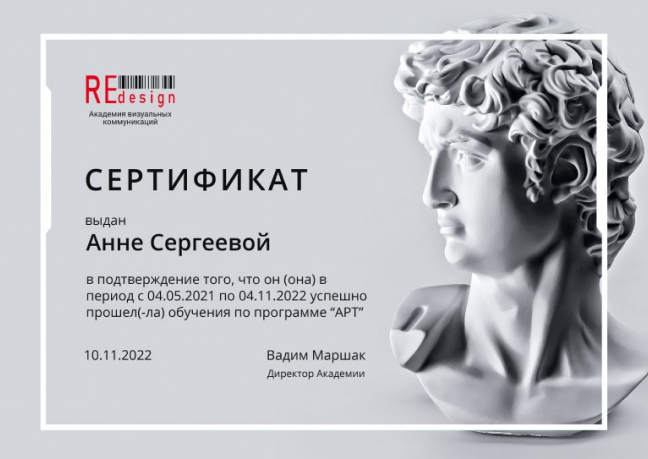 REdesign
Академия визуальных
коммуникаций
СЕРТИФИКАТ
выдан
Анне Сергеевой
в подтверждение того, что он (она) в
период с 04.05.2021 по 04.11.2022 успешно
прошел(-ла) обучения по программе “АРТ”
10.11.2022
Вадим Маршак
Директор Академии